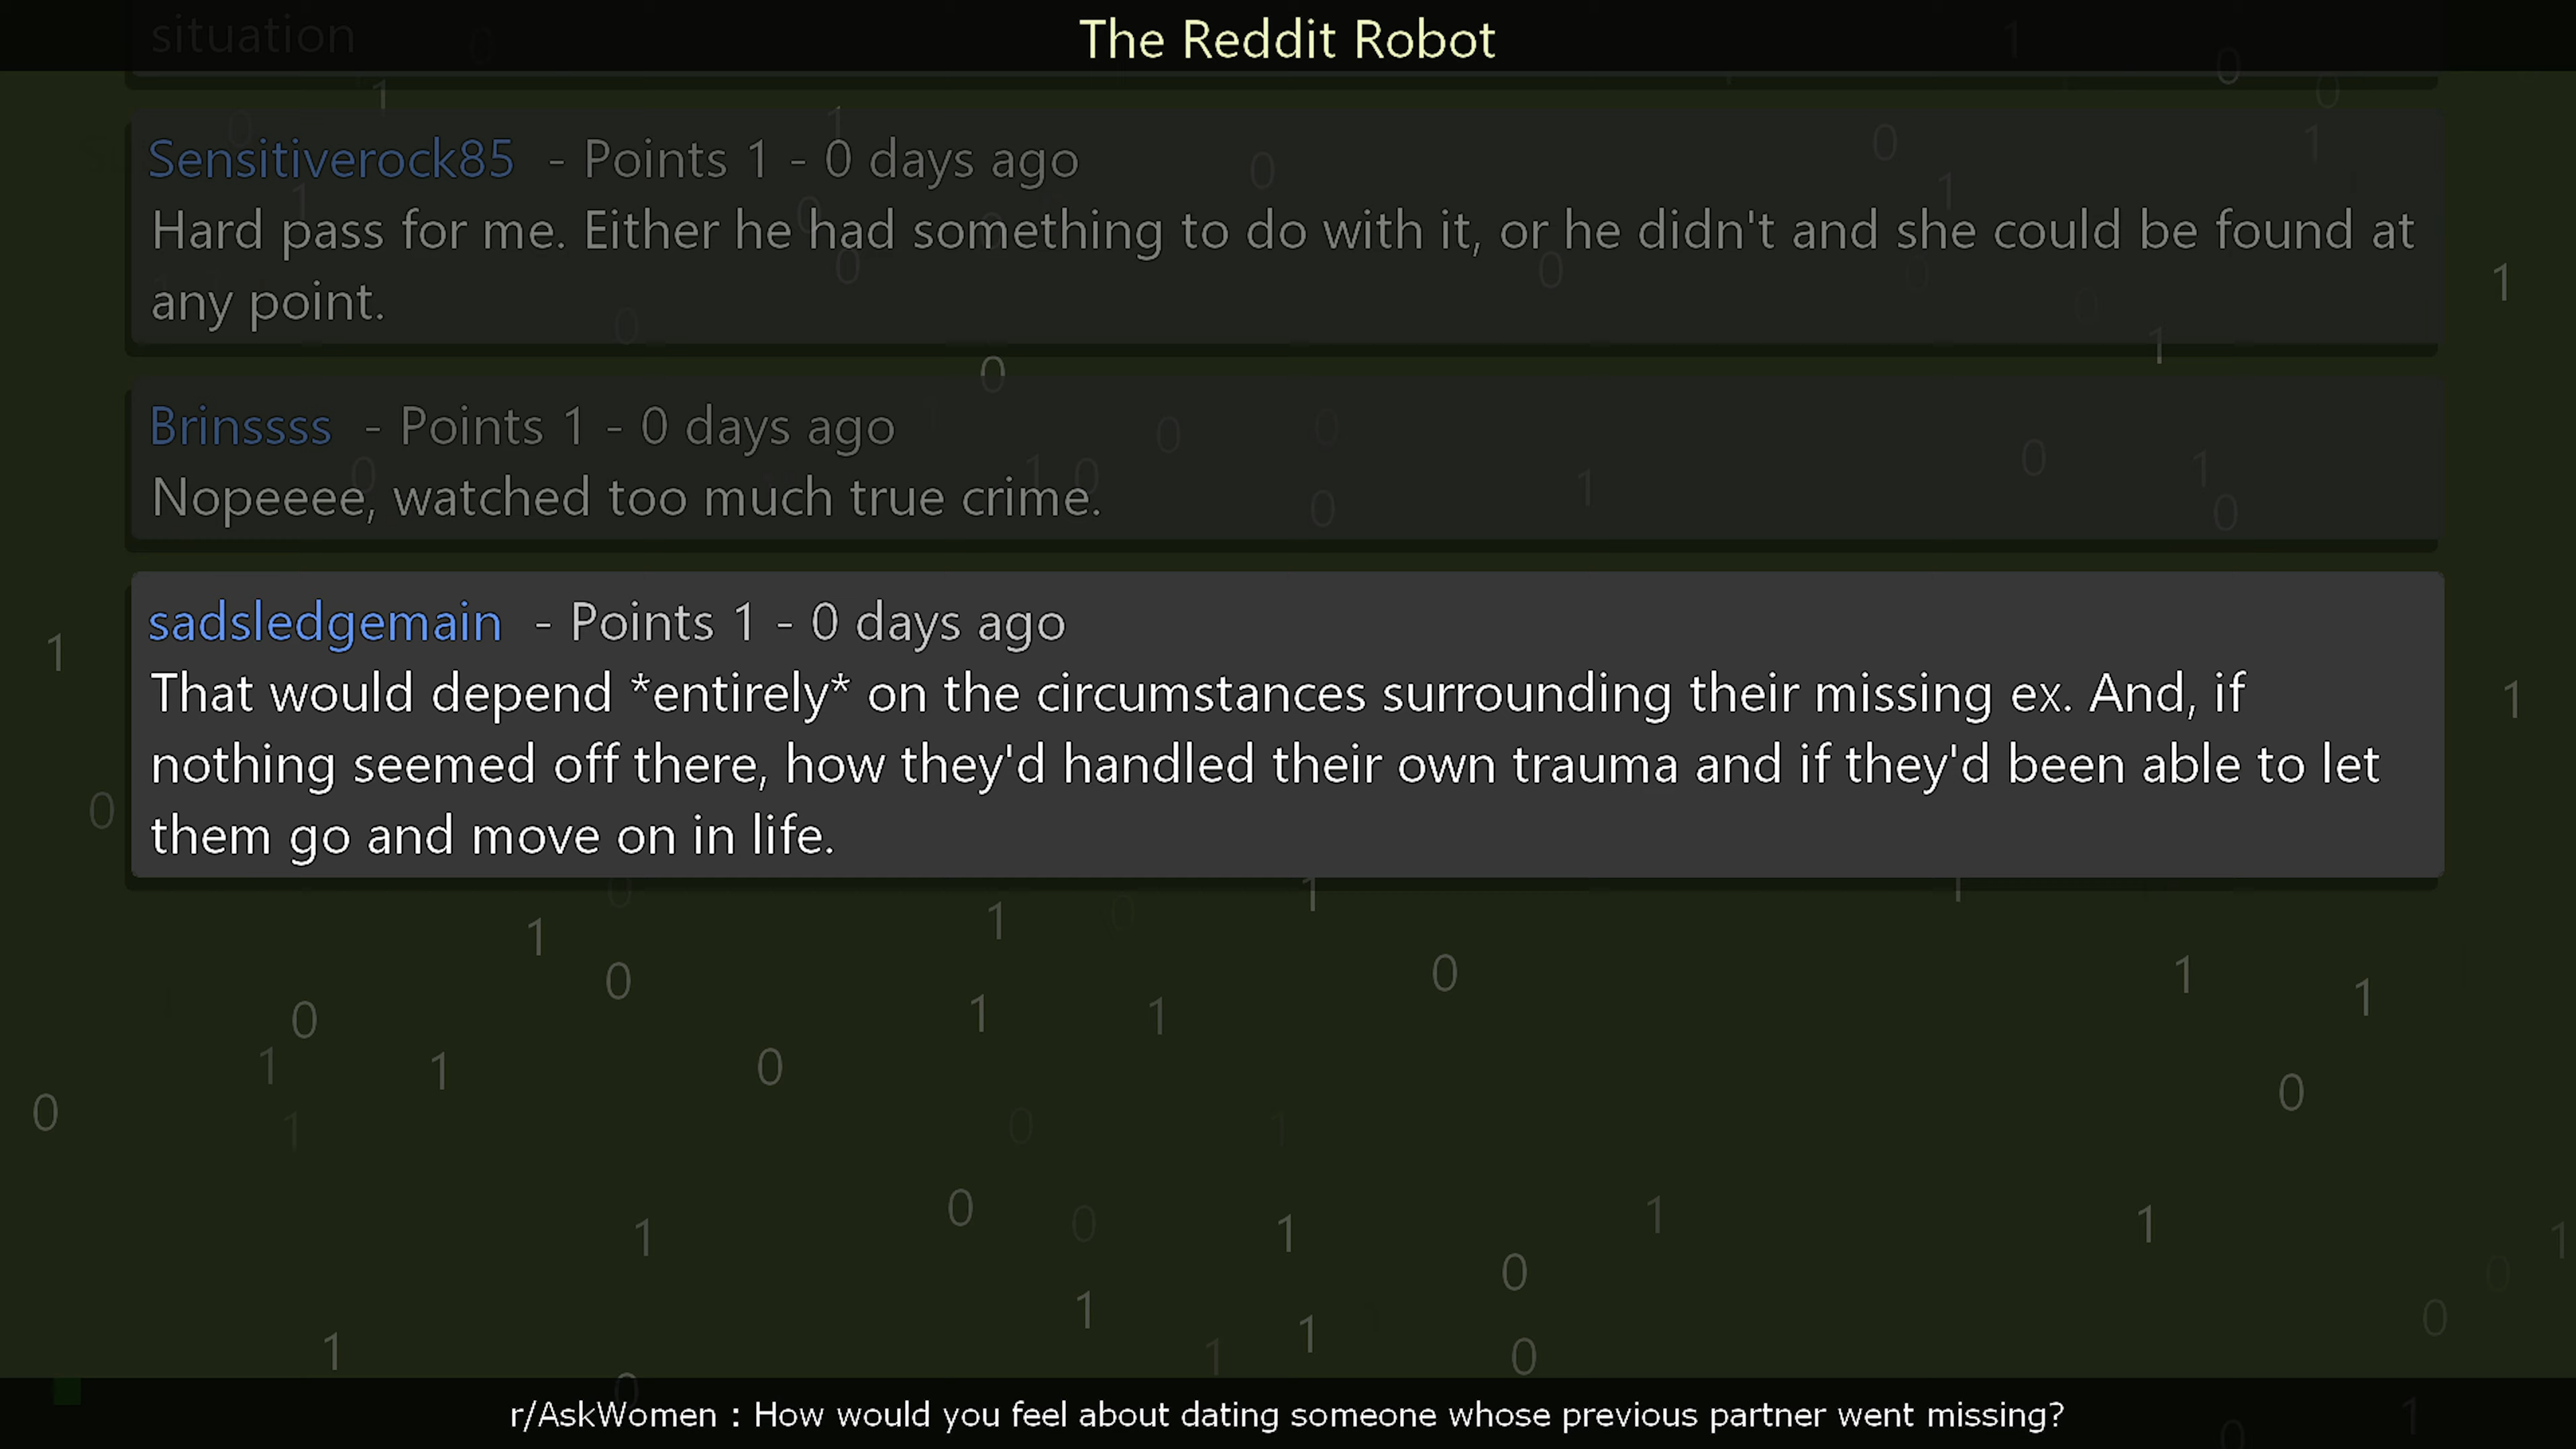 The Reddit Robot
situation
Sensitiverock85 - Points 1 - 0 days ago
Hard pass for me. Either he had something to do with it, or he didn't and she could be found at
any point.
Brinssss - Points 1 - 0 days ago
Nopeeee, watched too much true crime.
sadsledgemain - Points 1 - 0 days ago
That would depend *entirely* on the circumstances surrounding their missing ex. And, if
nothing seemed off there, how they'd handled their own trauma and if they'd been able to let
them go and move on in life.
r/AskWomen : How would you feel about dating someone whose previous partner went missing?